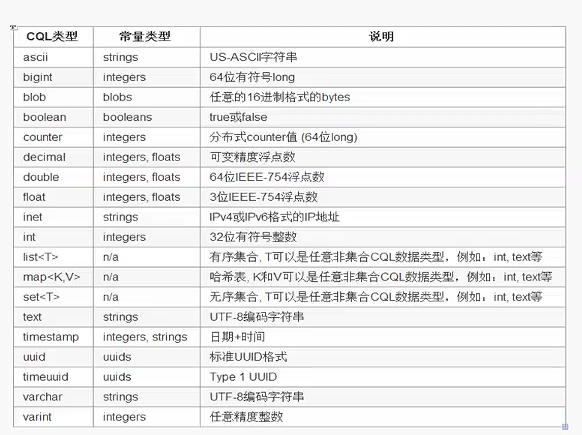 CQL类型 常量类型 说明
ascii strings US-ASCII字符串
bigint integers 64位有符号long
blob blobs 任意的16进制格式的bytes
boolean booleans true或false
counter integers 分布式counter值 (64位long)
decimal integers, floats 可变精度浮点数
double integers, floats 64位IEEE-754浮点数
float integers, floats 3位IEEE-754浮点数
inet strings IPv4或IPv6格式的IP地址
int integers 32位有符号整数
list<T> n/a 有序集合, T可以是任意非集合CQL数据类型，例如：int, text等
map<K,V> n/a 哈希表, K和V可以是任意非集合CQL数据类型，例如：int, text等
set<T> n/a 无序集合, T可以是任意非集合CQL数据类型，例如：int, text等
text strings UTF-8编码字符串
timestamp integers, strings 日期+时间
uuid uuids 标准UUID格式
timeuuid uuids Type 1 UUID
varchar strings UTF-8编码字符串
varint integers 任意精度整数